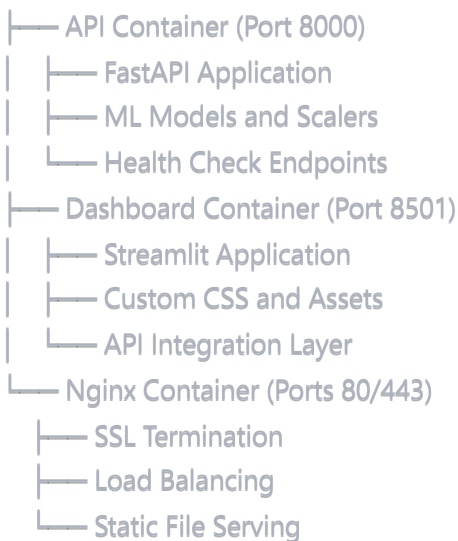 ├── API Container (Port 8000)
│   ├── FastAPI Application
│   ├── ML Models and Scalers
│   └── Health Check Endpoints
├── Dashboard Container (Port 8501)
│   ├── Streamlit Application
│   ├── Custom CSS and Assets
│   └── API Integration Layer
└── Nginx Container (Ports 80/443)
    ├── SSL Termination
    ├── Load Balancing
    └── Static File Serving